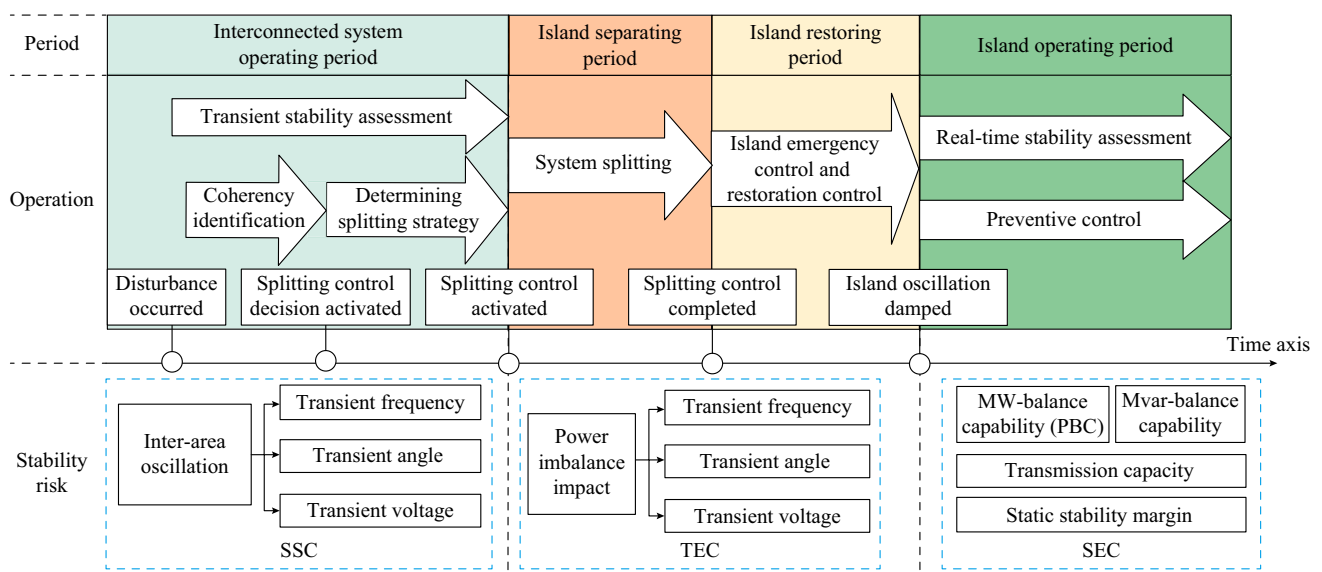 Period
Interconnected system
operating period
Island separating
period
Island restoring
period
Island operating period
Operation
Transient stability assessment
Coherency
identification
Determining
splitting strategy
System splitting
Island emergency
control and
restoration control
Real-time stability assessment
Preventive control
Disturbance
occurred
Splitting control
decision activated
Splitting control
activated
Splitting control
completed
Island oscillation
damped
Time axis
Stability
risk
Inter-area
oscillation
Transient frequency
Transient angle
Transient voltage
SSC
Power
imbalance
impact
Transient frequency
Transient angle
Transient voltage
TEC
MW-balance
capability (PBC)
Mvar-balance
capability
Transmission capacity
Static stability margin
SEC